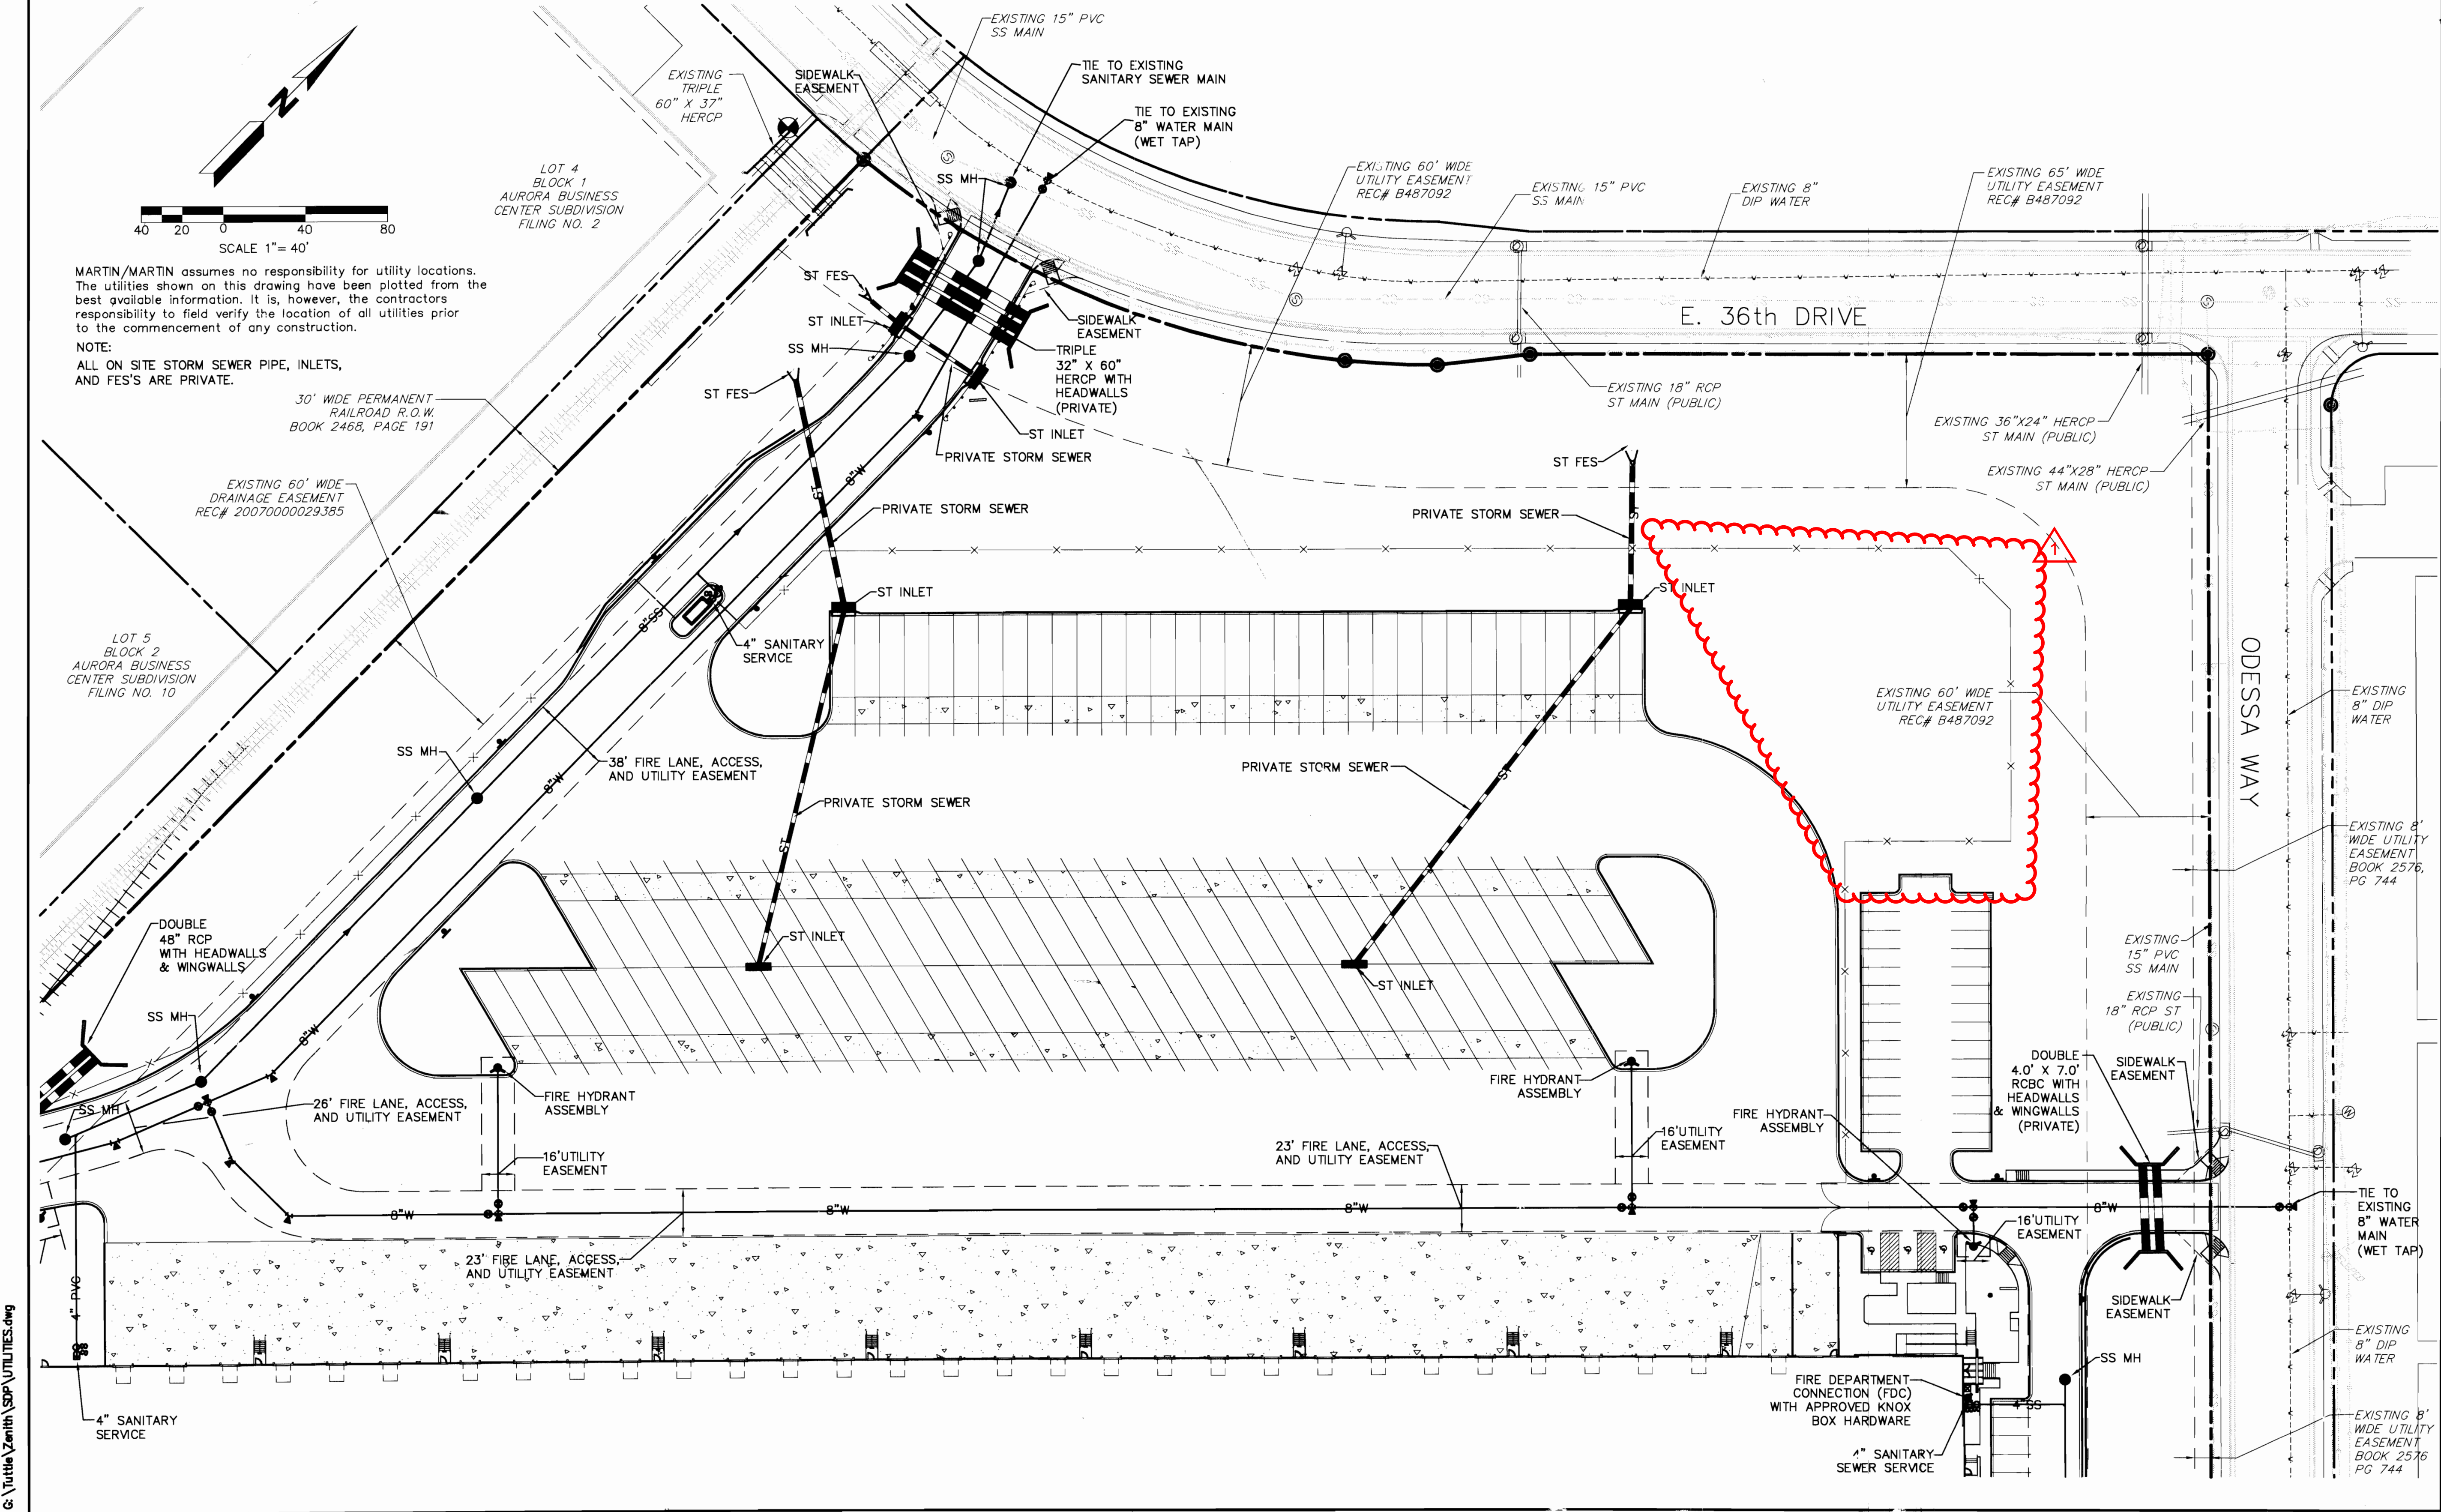 EXISTING 15" PVC
SS MAIN
TIE TO EXISTING
SANITARY SEWER MAIN
EXISTING
TRIPLE
60" X 37"
HERCP
SIDEWALK
EASEMENT
TIE TO EXISTING
8" WATER MAIN
(WET TAP)
N
40 20 0 40 80
SCALE 1"= 40'
LOT 4
BLOCK 1
AURORA BUSINESS
CENTER SUBDIVISION
FILING NO. 2
SS MH
EXISTING 60' WIDE
UTILITY EASEMENT
REC# B487092
EXISTING 15" PVC
SS MAIN
EXISTING 8"
DIP WATER
EXISTING 65' WIDE
UTILITY EASEMENT
REC# B487092
MARTIN/MARTIN assumes no responsibility for utility locations.
The utilities shown on this drawing have been plotted from the
best available information. It is, however, the contractors
responsibility to field verify the location of all utilities prior
to the commencement of any construction.
NOTE:
ALL ON SITE STORM SEWER PIPE, INLETS,
AND FES'S ARE PRIVATE.
ST FES
ST INLET
SS MH
ST FES
SIDEWALK
EASEMENT
TRIPLE
32" X 60"
HERCP WITH
HEADWALLS
(PRIVATE)
ST INLET
PRIVATE STORM SEWER
E. 36th DRIVE
EXISTING 18" RCP
ST MAIN (PUBLIC)
EXISTING 36"X24" HERCP
ST MAIN (PUBLIC)
EXISTING 44"X28" HERCP
ST MAIN (PUBLIC)
30' WIDE PERMANENT
RAILROAD R.O.W.
BOOK 2468, PAGE 191
EXISTING 60' WIDE
DRAINAGE EASEMENT
REC# 20070000029385
8"W
ST
PRIVATE STORM SEWER
ST FES
PRIVATE STORM SEWER
ST
1
ST INLET
ST INLET
8"SS
4" SANITARY
SERVICE
LOT 5
BLOCK 2
AURORA BUSINESS
CENTER SUBDIVISION
FILING NO. 10
ODESSA WAY
EXISTING 60' WIDE
UTILITY EASEMENT
REC# B487092
EXISTING
8" DIP
WATER
SS MH
38' FIRE LANE, ACCESS,
AND UTILITY EASEMENT
8"W
PRIVATE STORM SEWER
ST
PRIVATE STORM SEWER
ST
EXISTING 8'
WIDE UTILITY
EASEMENT
BOOK 2576,
PG 744
DOUBLE
48" RCP
WITH HEADWALLS
& WINGWALLS
ST INLET
ST INLET
EXISTING
15" PVC
SS MAIN
EXISTING
18" RCP ST
(PUBLIC)
SS MH
8"W
SS MH
26' FIRE LANE, ACCESS,
AND UTILITY EASEMENT
FIRE HYDRANT
ASSEMBLY
FIRE HYDRANT
ASSEMBLY
FIRE HYDRANT
ASSEMBLY
DOUBLE
4.0' X 7.0'
RCBC WITH
HEADWALLS
& WINGWALLS
(PRIVATE)
SIDEWALK
EASEMENT
16'UTILITY
EASEMENT
23' FIRE LANE, ACCESS,
AND UTILITY EASEMENT
16'UTILITY
EASEMENT
8"W
8"W
8"W
8"W
16'UTILITY
EASEMENT
TIE TO
EXISTING
8" WATER
MAIN
(WET TAP)
23' FIRE LANE, ACCESS,
AND UTILITY EASEMENT
4" PVC
SIDEWALK
EASEMENT
EXISTING
8" DIP
WATER
SS MH
FIRE DEPARTMENT
CONNECTION (FDC)
WITH APPROVED KNOX
BOX HARDWARE
4"SS
4" SANITARY
SERVICE
4" SANITARY
SEWER SERVICE
EXISTING 8'
WIDE UTILITY
EASEMENT
BOOK 2576
PG 744
G:\Tuttle\Zenith\SDP\UTILITIES.dwg